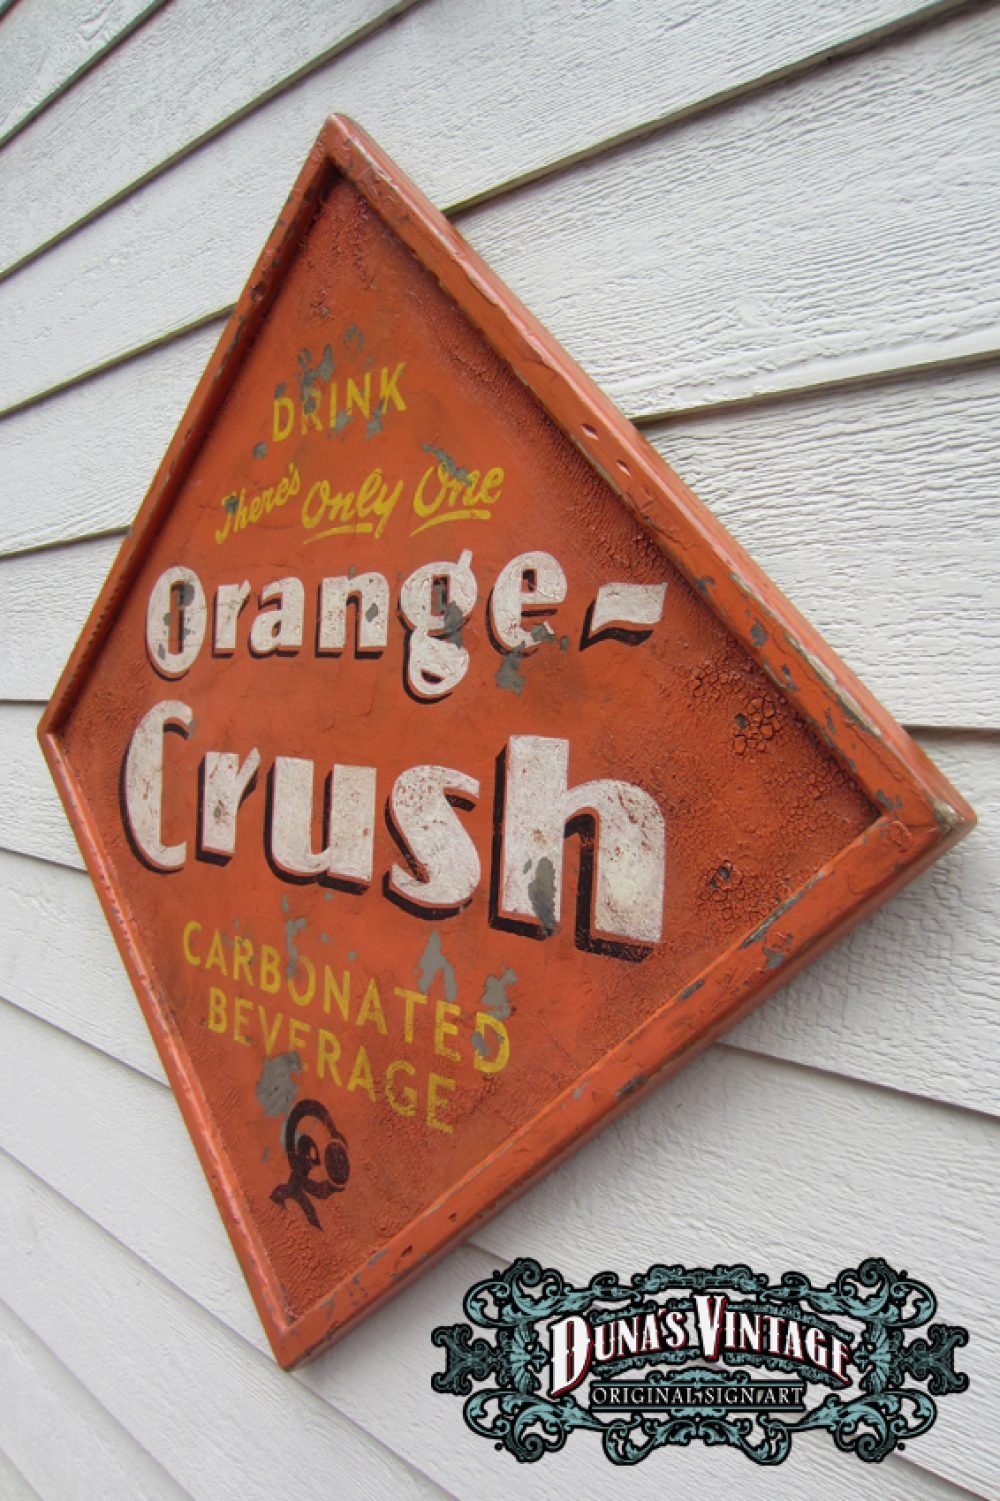 DRINK
There's Only One
Orange-
Crush
CARBONATED
BEVERAGE
DUNA'S VINTAGE
ORIGINAL SIGN ART